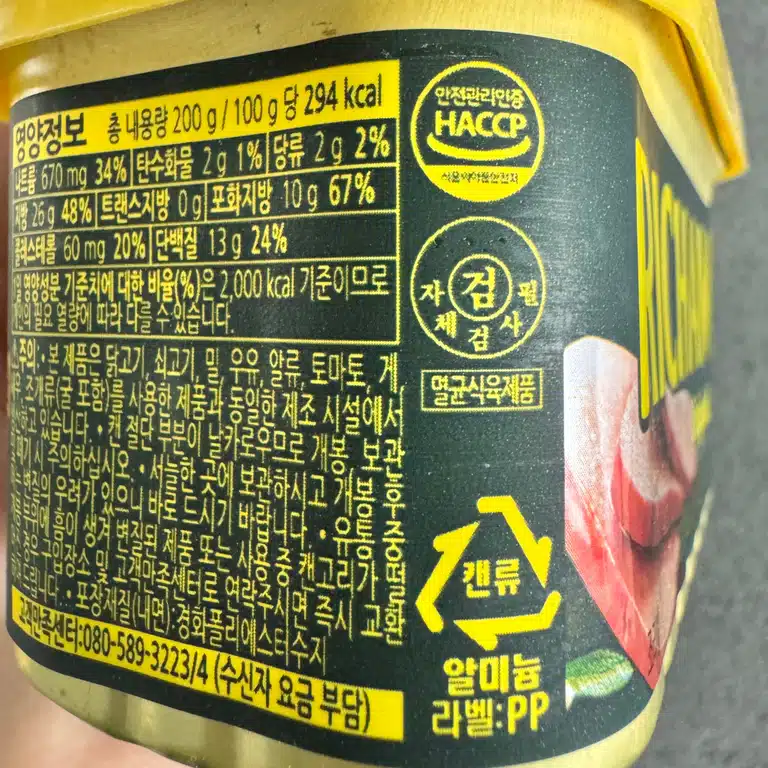 영양정보 총 내용량 200 g / 100 g 당 294 kcal
나트륨 670 mg 34% 탄수화물 2 g 1% 당류 2 g 2%
지방 26 g 48% 트랜스지방 0 g 포화지방 10 g 67%
콜레스테롤 60 mg 20% 단백질 13 g 24%
영양성분 기준치에 대한 비율(%)은 2,000 kcal 기준이므로
개인의 필요 열량에 따라 다를 수 있습니다.
주의: • 본 제품은 닭고기, 쇠고기, 밀, 우유, 알류, 토마토, 게,
조개류(굴 포함)를 사용한 제품과 동일한 제조 시설에서
있습니다. • 캔 절단 부분이 날카로우므로 개봉, 보관
폐기 시 주의하십시오. • 서늘한 곳에 보관하시고 개봉
변질의 우려가 있으니 바로 드시기 바랍니다. • 유통
부위에 흠이 생겨 변질된 제품 또는 사용 중 캔고리가
경우 구입장소 및 고객만족센터로 연락주시면 즉시 교환
드립니다. • 포장재질(내면):경화폴리에스터수지
고객만족센터:080-589-3223/4 (수신자 요금 부담)
안전관리인증
HACCP
식품의약품안전처
자체검사필
검
멸균식육제품
캔류
알미늄
라벨:PP
RICHAM